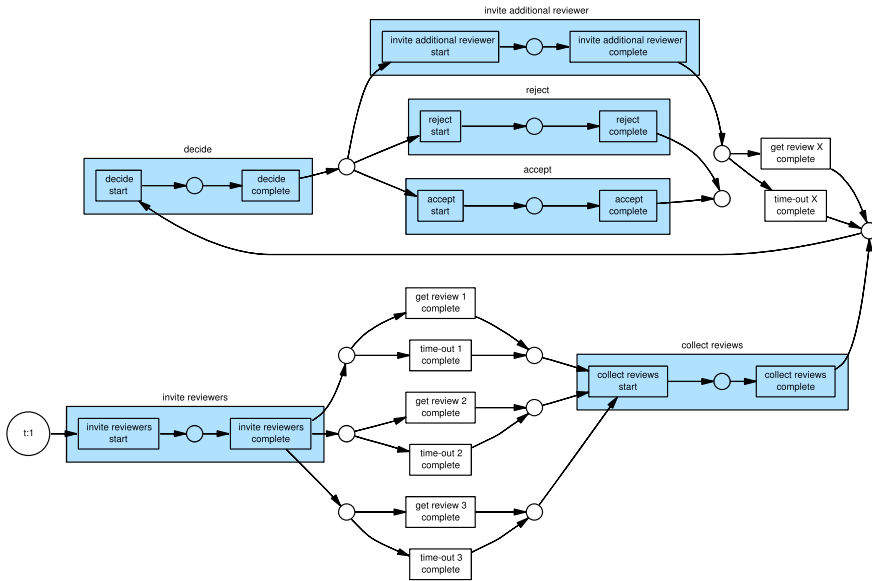 invite additional reviewer
invite additional reviewer
start
invite additional reviewer
complete
reject
reject
start
reject
complete
get review X
complete
decide
decide
start
decide
complete
accept
accept
start
accept
complete
time-out X
complete
get review 1
complete
time-out 1
complete
collect reviews
collect reviews
start
collect reviews
complete
invite reviewers
t:1
invite reviewers
start
invite reviewers
complete
get review 2
complete
time-out 2
complete
get review 3
complete
time-out 3
complete